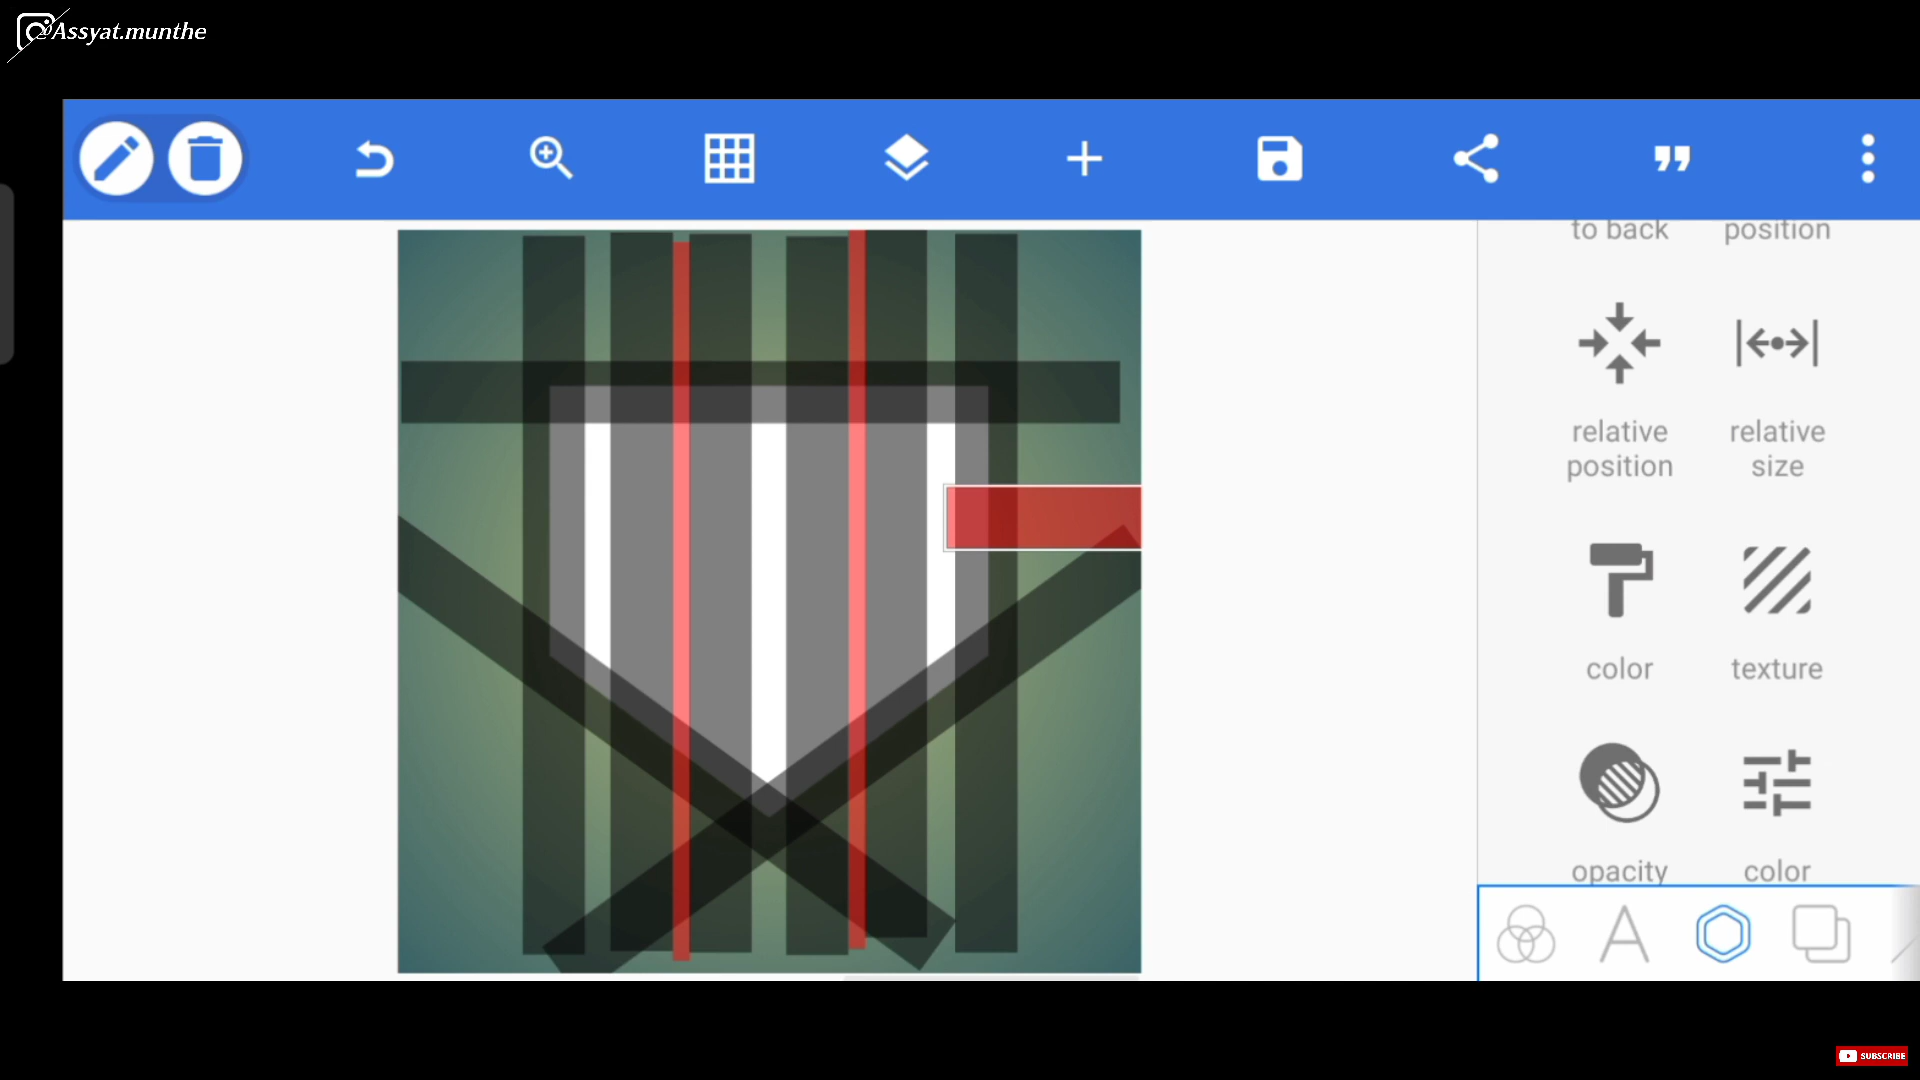 @Assyat.munthe
to back
position
relative
position
relative
size
color
texture
opacity
color
SUBSCRIBE